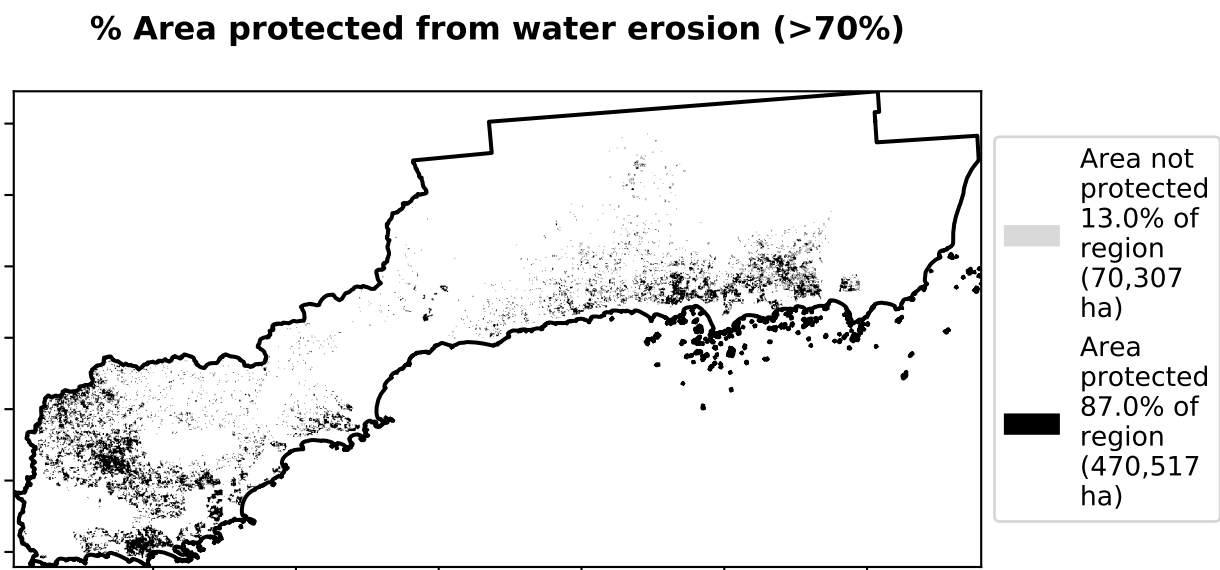 % Area protected from water erosion (>70%)
Area not
protected
13.0% of
region
(70,307
ha)
Area
protected
87.0% of
region
(470,517
ha)